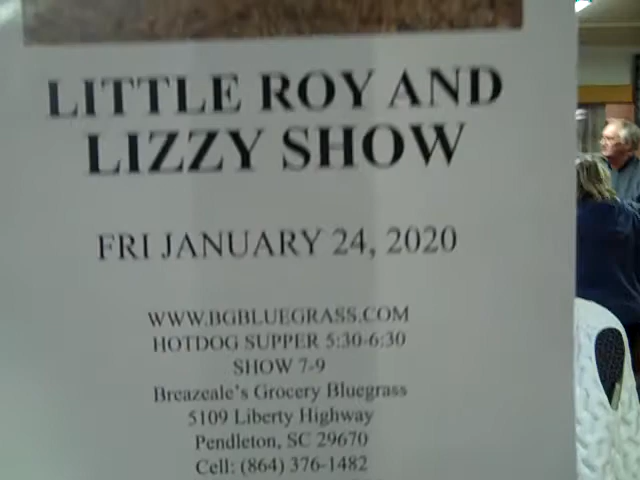 LITTLE ROY AND
LIZZY SHOW
FRI JANUARY 24, 2020
WWW.BGBLUEGRASS.COM
HOTDOG SUPPER 5:30-6:30
SHOW 7-9
Breazeale's Grocery Bluegrass
5109 Liberty Highway
Pendleton, SC 29670
Cell: (864) 376-1482